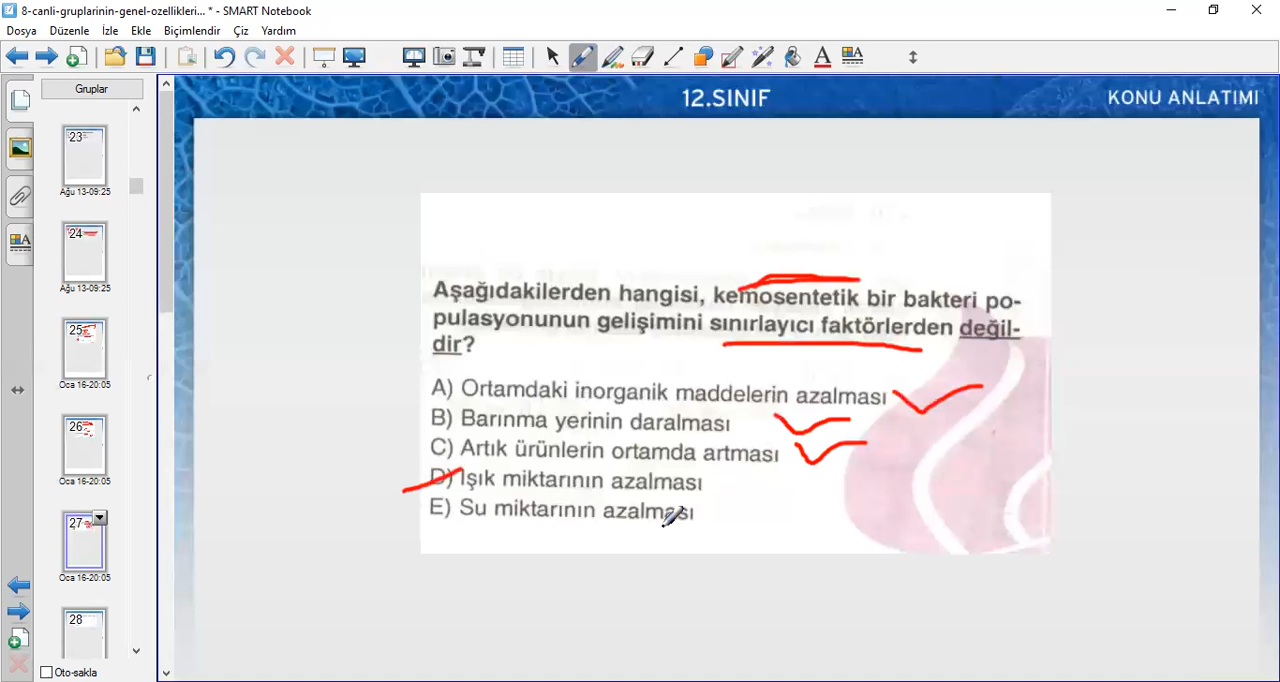 8-canli-gruplarinin-genel-ozellikleri... * - SMART Notebook
Dosya Düzenle İzle Ekle Biçimlendir Çiz Yardım
Gruplar
12.SINIF
KONU ANLATIMI
23
Ağu 13-09:25
24
Ağu 13-09:25
25
Oca 16-20:05
26
Oca 16-20:05
27
Oca 16-20:05
28
Oto-sakla
Aşağıdakilerden hangisi, kemosentetik bir bakteri po-
pulasyonunun gelişimini sınırlayıcı faktörlerden değil-
dir?
A) Ortamdaki inorganik maddelerin azalması
B) Barınma yerinin daralması
C) Artık ürünlerin ortamda artması
D) Işık miktarının azalması
E) Su miktarının azalması